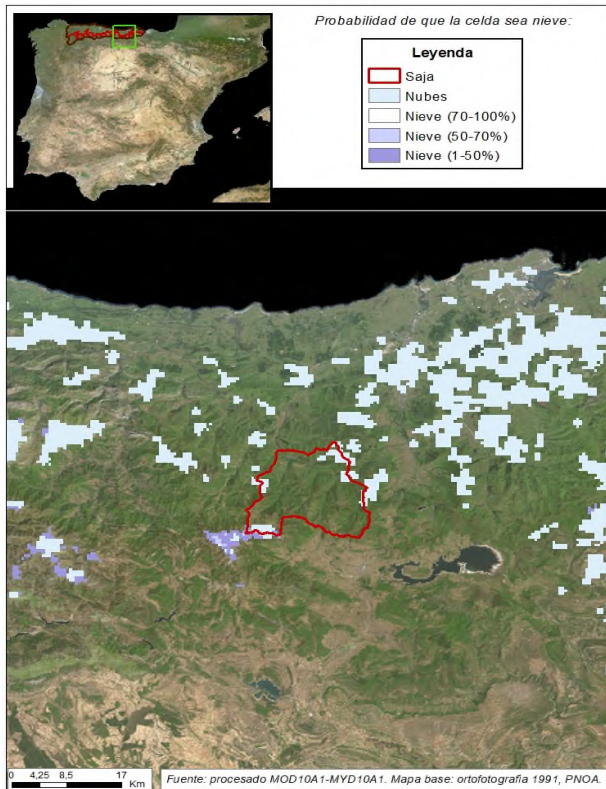 Probabilidad de que la celda sea nieve:
Leyenda
Saja
Nubes
Nieve (70-100%)
Nieve (50-70%)
Nieve (1-50%)
0 4,25 8,5 17
Km
Fuente: procesado MOD10A1-MYD10A1. Mapa base: ortofotografia 1991, PNOA.